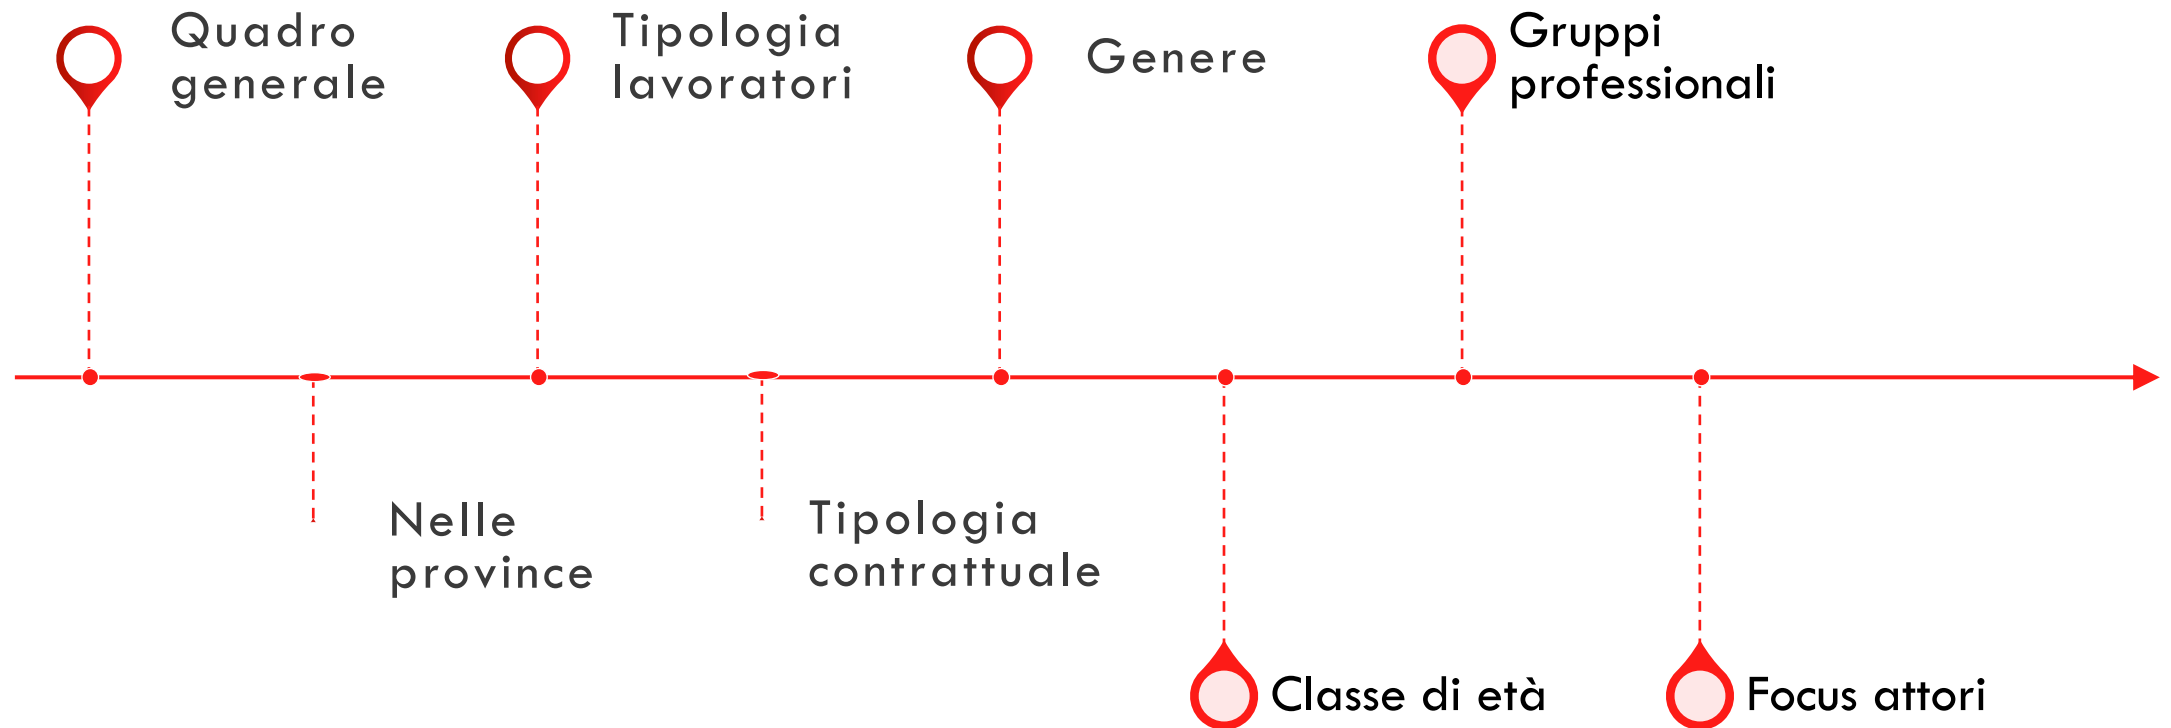 Quadro
generale
Tipologia
lavoratori
Genere
Gruppi
professionali
Nelle
province
Tipologia
contrattuale
Classe di età
Focus attori